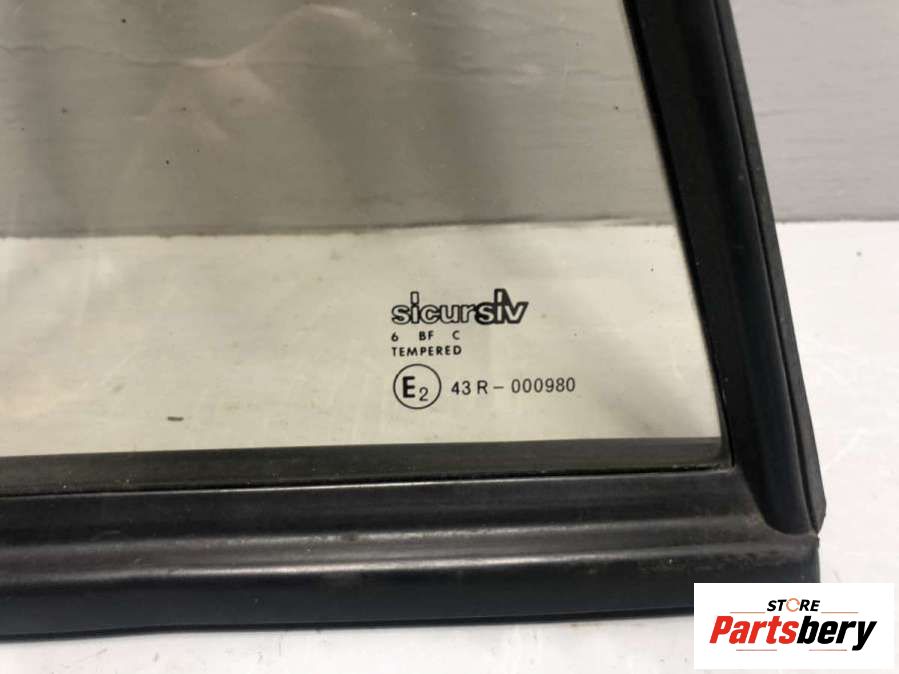 sicursiv
6 BF C
TEMPERED
E2 43 R - 000980
STORE
Partsbery